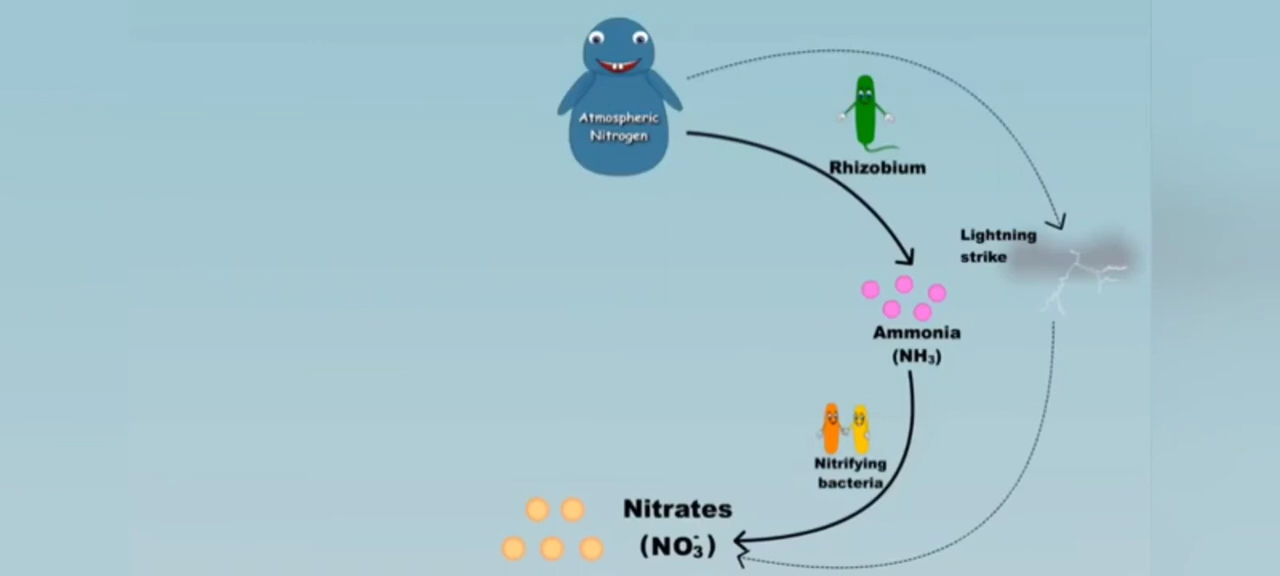 Atmospheric
Nitrogen
Rhizobium
Lightning
strike
Ammonia
(NH₃)
Nitrifying
bacteria
Nitrates
(NO₃⁻)